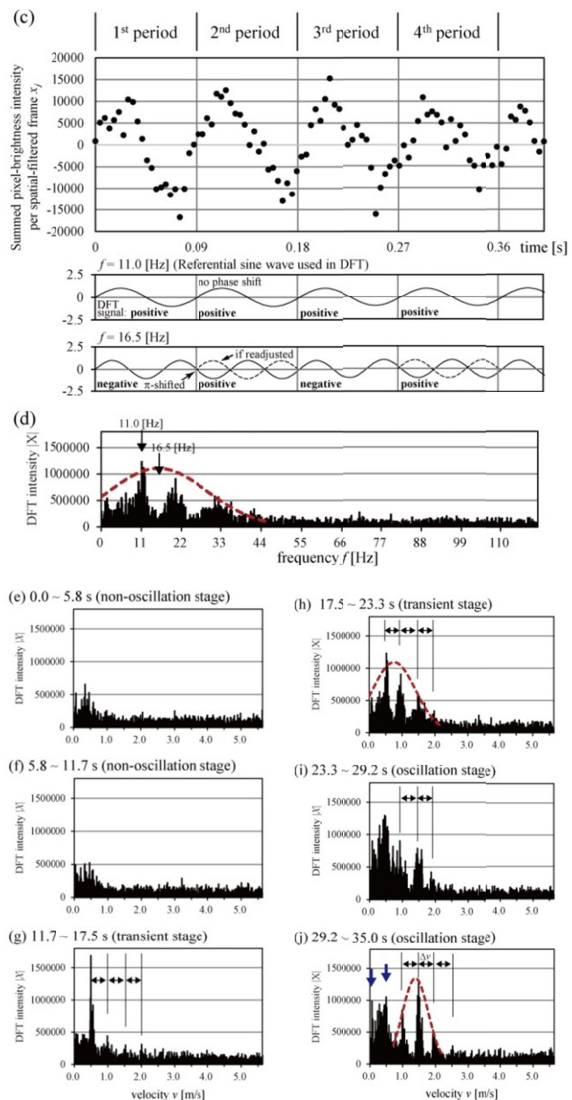 (c)
1st period 2nd period 3rd period 4th period
Summed pixel-brightness intensity
per spatial-filtered frame xj
20000
15000
10000
5000
0
-5000
-10000
-15000
-20000
0 0.09 0.18 0.27 0.36 time [s]
f = 11.0 [Hz] (Referential sine wave used in DFT)
2.5
0
-2.5
no phase shift
DFT
signal: positive positive positive positive
f = 16.5 [Hz]
2.5
0
-2.5
if readjusted
π-shifted
negative positive negative positive
(d)
11.0 [Hz]
16.5 [Hz]
DFT intensity |X|
1500000
1000000
500000
0
0 11 22 33 44 55 66 77 88 99 110
frequency f [Hz]
(e) 0.0 ~ 5.8 s (non-oscillation stage)
DFT intensity |X|
1500000
1000000
500000
0
0.0 1.0 2.0 3.0 4.0 5.0
(f) 5.8 ~ 11.7 s (non-oscillation stage)
DFT intensity |X|
1500000
1000000
500000
0
0.0 1.0 2.0 3.0 4.0 5.0
(g) 11.7 ~ 17.5 s (transient stage)
DFT intensity |X|
1500000
1000000
500000
0
0.0 1.0 2.0 3.0 4.0 5.0
velocity v [m/s]
(h) 17.5 ~ 23.3 s (transient stage)
DFT intensity |X|
1500000
1000000
500000
0
0.0 1.0 2.0 3.0 4.0 5.0
(i) 23.3 ~ 29.2 s (oscillation stage)
DFT intensity |X|
1500000
1000000
500000
0
0.0 1.0 2.0 3.0 4.0 5.0
(j) 29.2 ~ 35.0 s (oscillation stage)
Δv
DFT intensity |X|
1500000
1000000
500000
0
0.0 1.0 2.0 3.0 4.0 5.0
velocity v [m/s]